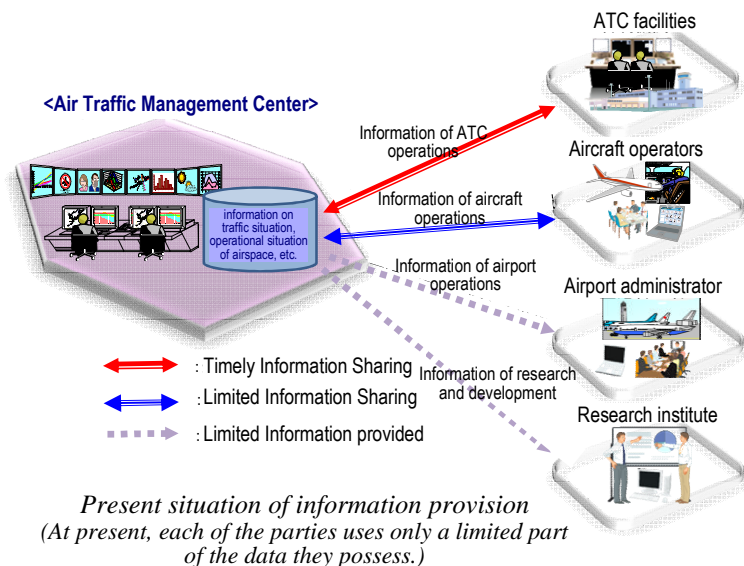 ATC facilities
<Air Traffic Management Center>
Information of ATC
operations
Aircraft operators
Information of aircraft
operations
information on
traffic situation,
operational situation
of airspace, etc.
Information of airport
operations
Airport administrator
: Timely Information Sharing
: Limited Information Sharing
: Limited Information provided
Information of research
and development
Research institute
Present situation of information provision
(At present, each of the parties uses only a limited part
of the data they possess.)